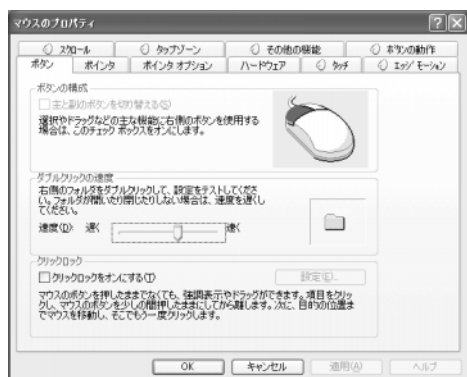 マウスのプロパティ
スクロール タップゾーン その他の機能 ボタンの動作
ボタン ポインタ ポインタ オプション ハードウェア タッチ エッジ モーション
ボタンの構成
主と副のボタンを切り替える(S)
選択やドラッグなどの主な機能に右側のボタンを使用する
場合は、このチェック ボックスをオンにします。
ダブルクリックの速度
右側のフォルダをダブルクリックして、設定をテストしてくださ
い。フォルダが開いたり閉じたりしない場合は、速度を遅くし
てください。
速度(D): 遅く 速く
クリックロック
クリックロックをオンにする(T) 設定(E)...
マウスのボタンを押したままでなくても、強調表示やドラッグができます。項目をクリッ
クし、マウスのボタンを少しの間押したままにしてから離します。次に、目的の位置ま
でマウスを移動し、そこでもう一度クリックします。
OK キャンセル 適用(A) ヘルプ